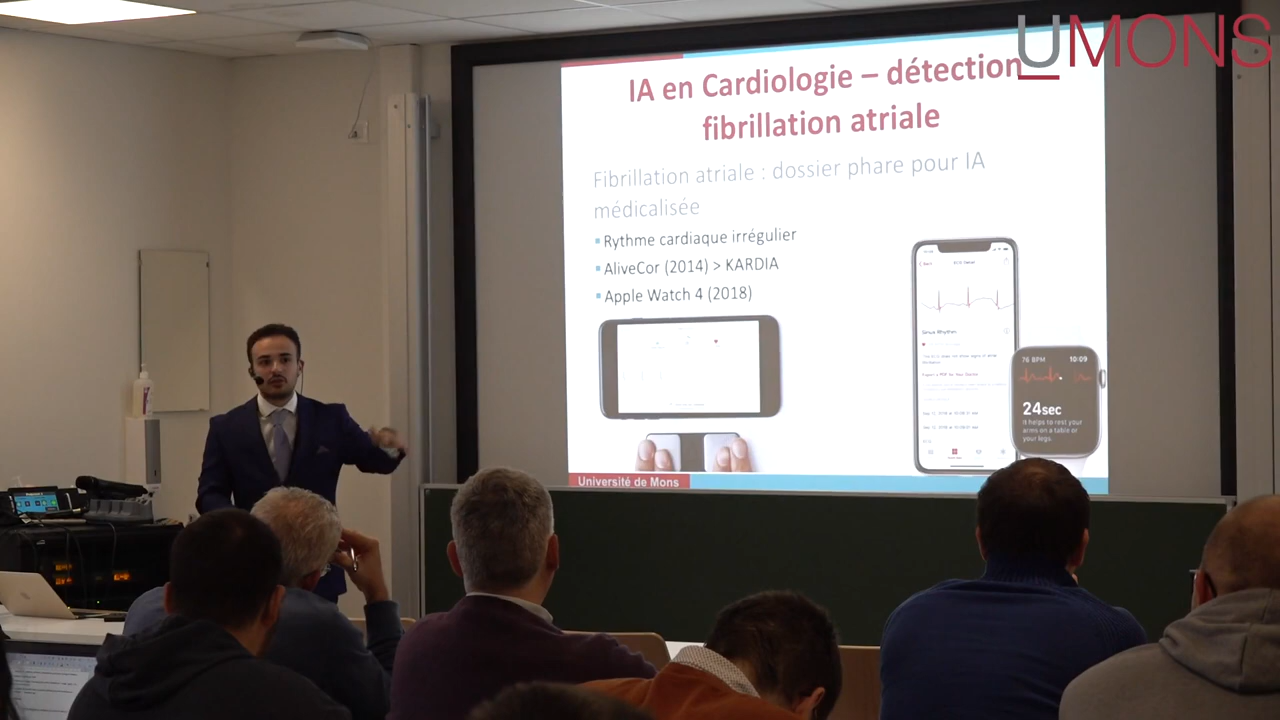 UMONS
IA en Cardiologie – détection
fibrillation atriale
Fibrillation atriale : dossier phare pour IA
médicalisée
▪ Rythme cardiaque irrégulier
▪ AliveCor (2014) > KARDIA
▪ Apple Watch 4 (2018)
Sinus Rhythm
76 BPM 10:09
24sec
It helps to rest your
arms on a table or
your legs.
Université de Mons